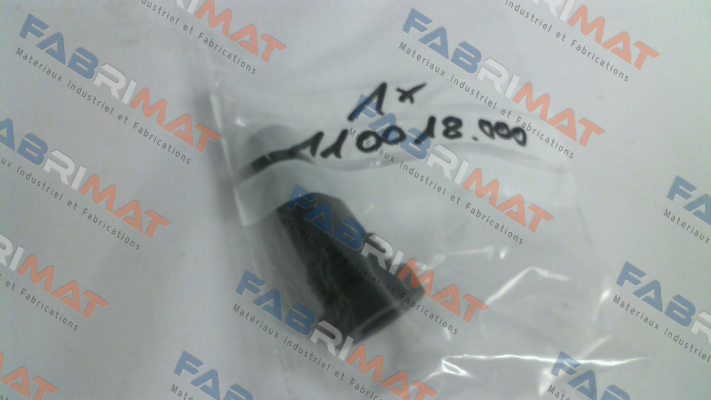 1x
110018.000
FABRIMAT
Materiaux Industriel et Fabrications